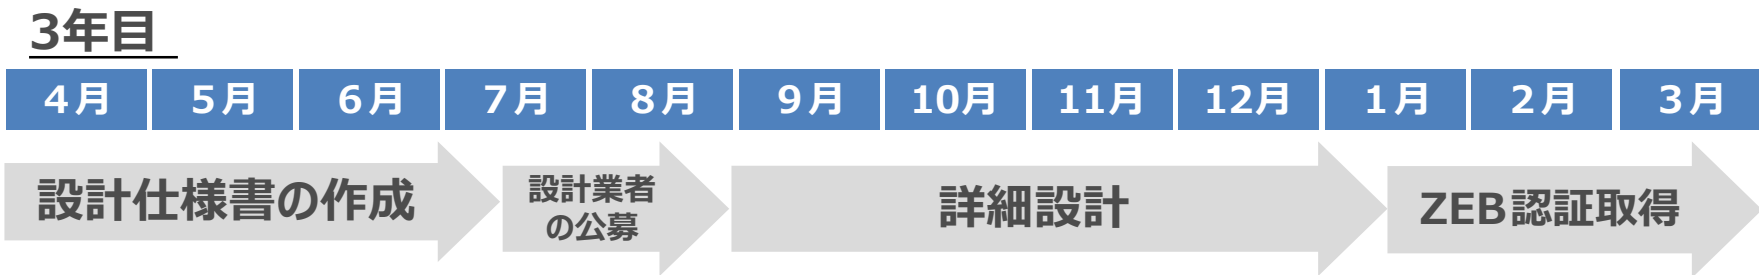 3年目
4月 5月 6月 7月 8月 9月 10月 11月 12月 1月 2月 3月
設計仕様書の作成
設計業者
の公募
詳細設計
ZEB認証取得